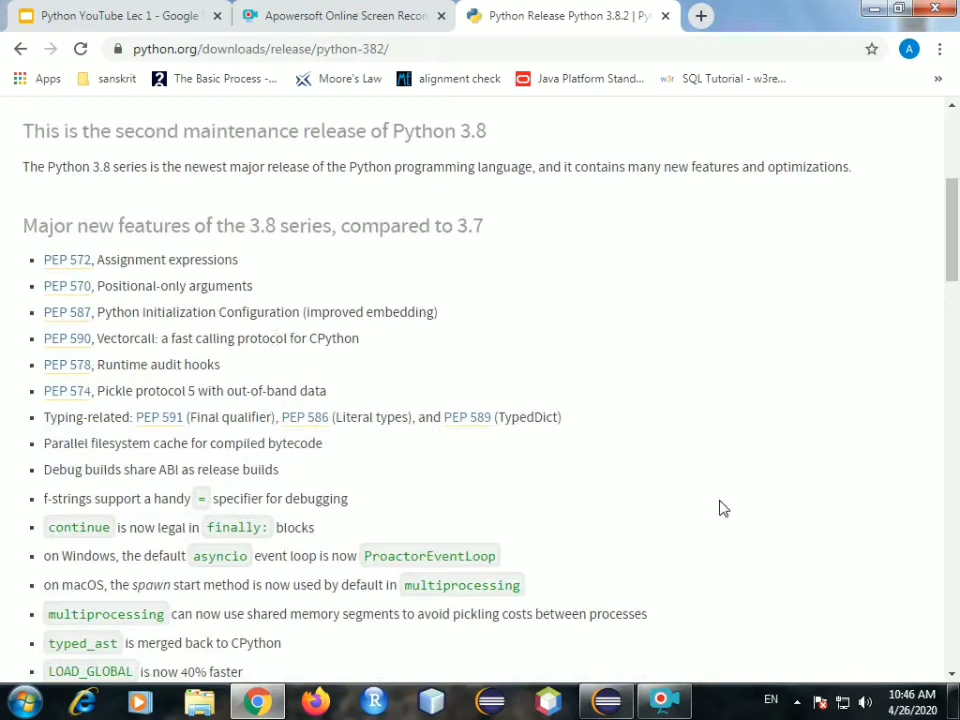 Python YouTube Lec 1 - Google
Apowersoft Online Screen Recor
Python Release Python 3.8.2 | Py
python.org/downloads/release/python-382/
A
Apps sanskrit The Basic Process -... Moore's Law alignment check Java Platform Stand... SQL Tutorial - w3re... »
This is the second maintenance release of Python 3.8
The Python 3.8 series is the newest major release of the Python programming language, and it contains many new features and optimizations.
Major new features of the 3.8 series, compared to 3.7
PEP 572, Assignment expressions
PEP 570, Positional-only arguments
PEP 587, Python Initialization Configuration (improved embedding)
PEP 590, Vectorcall: a fast calling protocol for CPython
PEP 578, Runtime audit hooks
PEP 574, Pickle protocol 5 with out-of-band data
Typing-related: PEP 591 (Final qualifier), PEP 586 (Literal types), and PEP 589 (TypedDict)
Parallel filesystem cache for compiled bytecode
Debug builds share ABI as release builds
f-strings support a handy = specifier for debugging
continue is now legal in finally: blocks
on Windows, the default asyncio event loop is now ProactorEventLoop
on macOS, the spawn start method is now used by default in multiprocessing
multiprocessing can now use shared memory segments to avoid pickling costs between processes
typed_ast is merged back to CPython
LOAD_GLOBAL is now 40% faster
EN
10:46 AM
4/26/2020